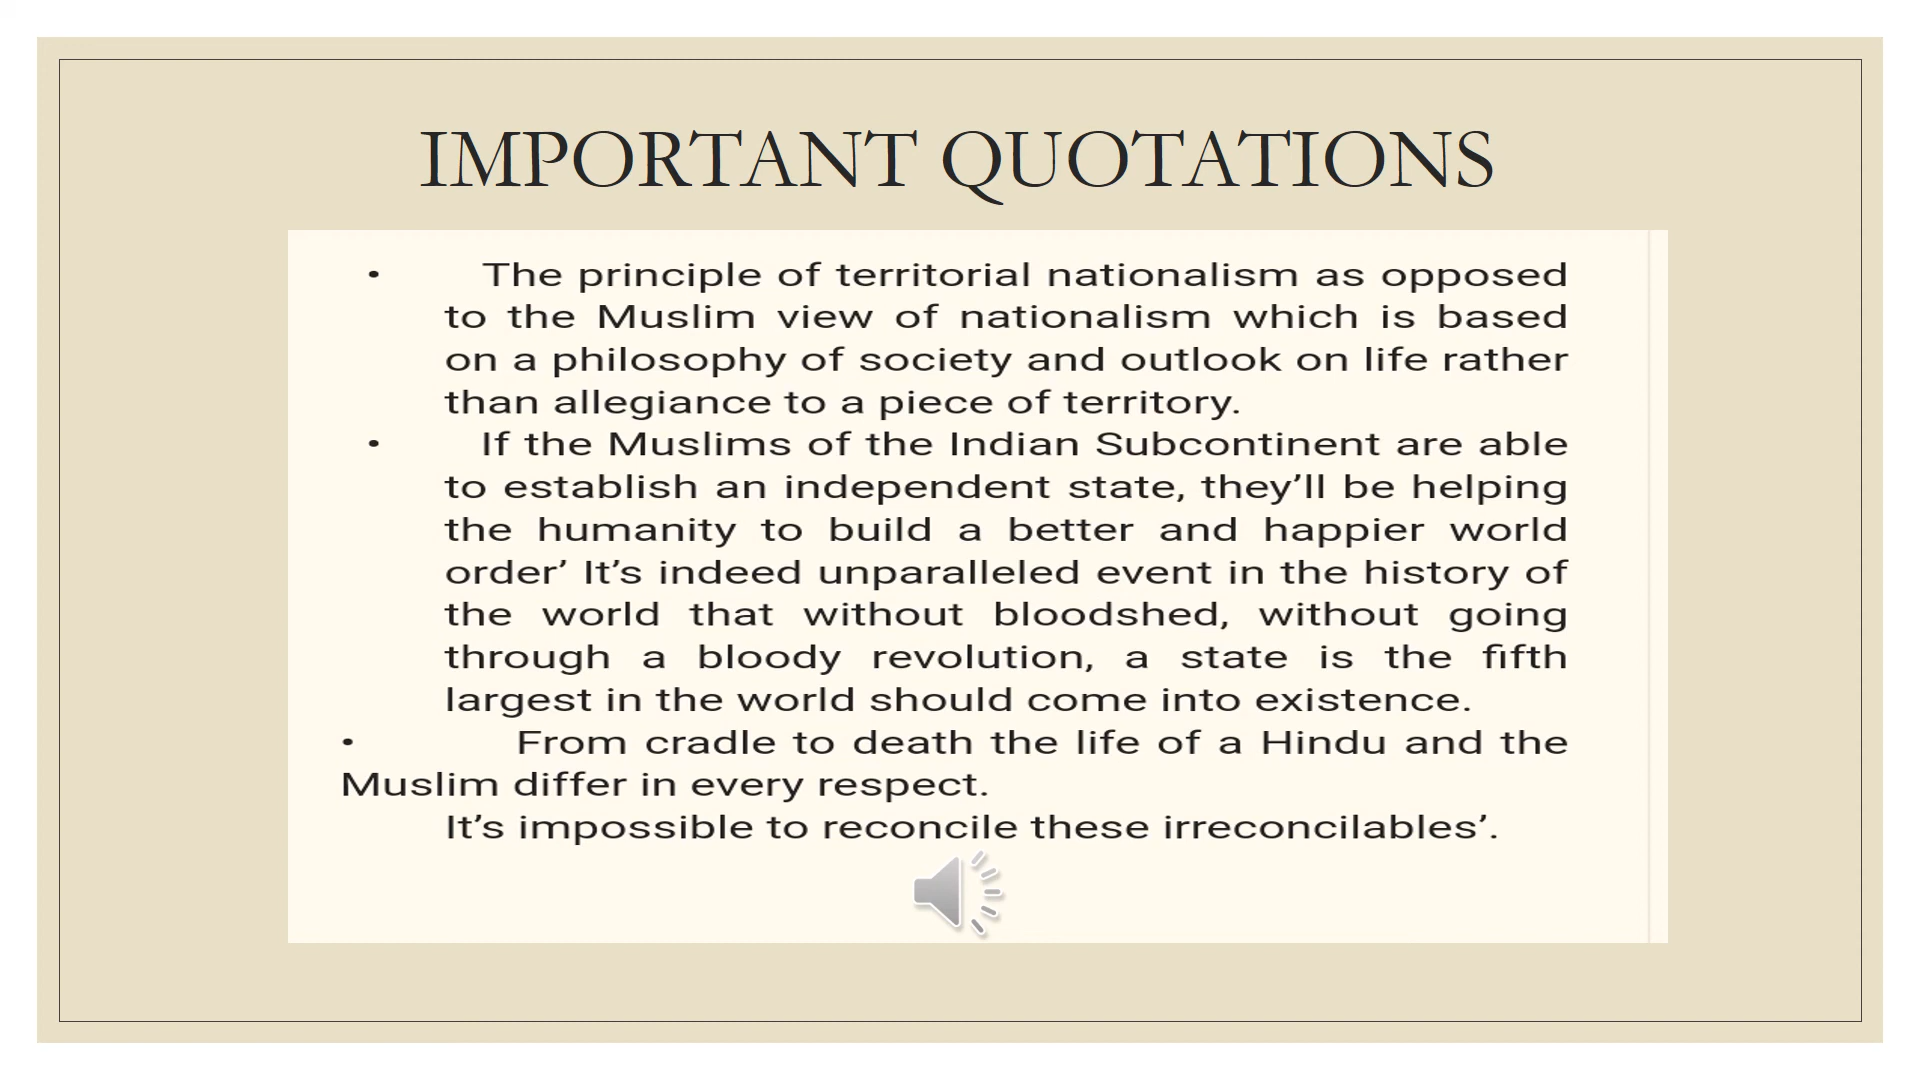 IMPORTANT QUOTATIONS
• The principle of territorial nationalism as opposed
to the Muslim view of nationalism which is based
on a philosophy of society and outlook on life rather
than allegiance to a piece of territory.
• If the Muslims of the Indian Subcontinent are able
to establish an independent state, they’ll be helping
the humanity to build a better and happier world
order’ It’s indeed unparalleled event in the history of
the world that without bloodshed, without going
through a bloody revolution, a state is the fifth
largest in the world should come into existence.
• From cradle to death the life of a Hindu and the
Muslim differ in every respect.
It’s impossible to reconcile these irreconcilables’.